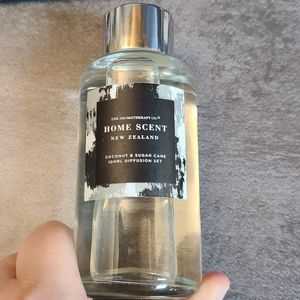 THE AROMATHERAPY CO.®
HOME SCENT
NEW ZEALAND
COCONUT & SUGAR CANE
100ML DIFFUSION SET